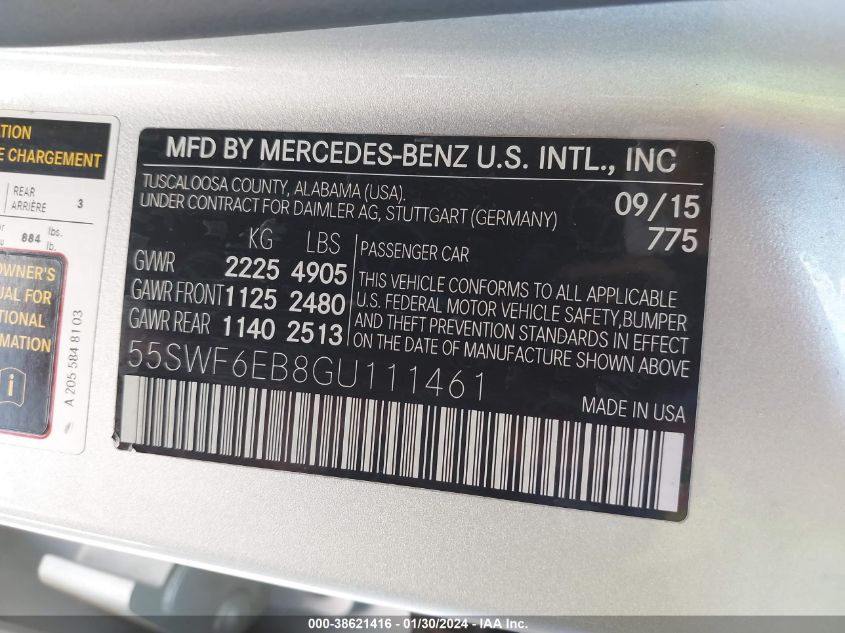 ATION
E CHARGEMENT
REAR
ARRIÈRE 3
884 lbs.
lb.
OWNER'S
UAL FOR
TIONAL
RMATION
A 205 584 81 03
MFD BY MERCEDES-BENZ U.S. INTL., INC
TUSCALOOSA COUNTY, ALABAMA (USA).
UNDER CONTRACT FOR DAIMLER AG, STUTTGART (GERMANY)
09/15
775
KG LBS
GVWR 2225 4905
GAWR FRONT 1125 2480
GAWR REAR 1140 2513
PASSENGER CAR
THIS VEHICLE CONFORMS TO ALL APPLICABLE
U.S. FEDERAL MOTOR VEHICLE SAFETY, BUMPER
AND THEFT PREVENTION STANDARDS IN EFFECT
ON THE DATE OF MANUFACTURE SHOWN ABOVE
55SWF6EB8GU111461
MADE IN USA
000-38621416 - 01/30/2024 - IAA Inc.